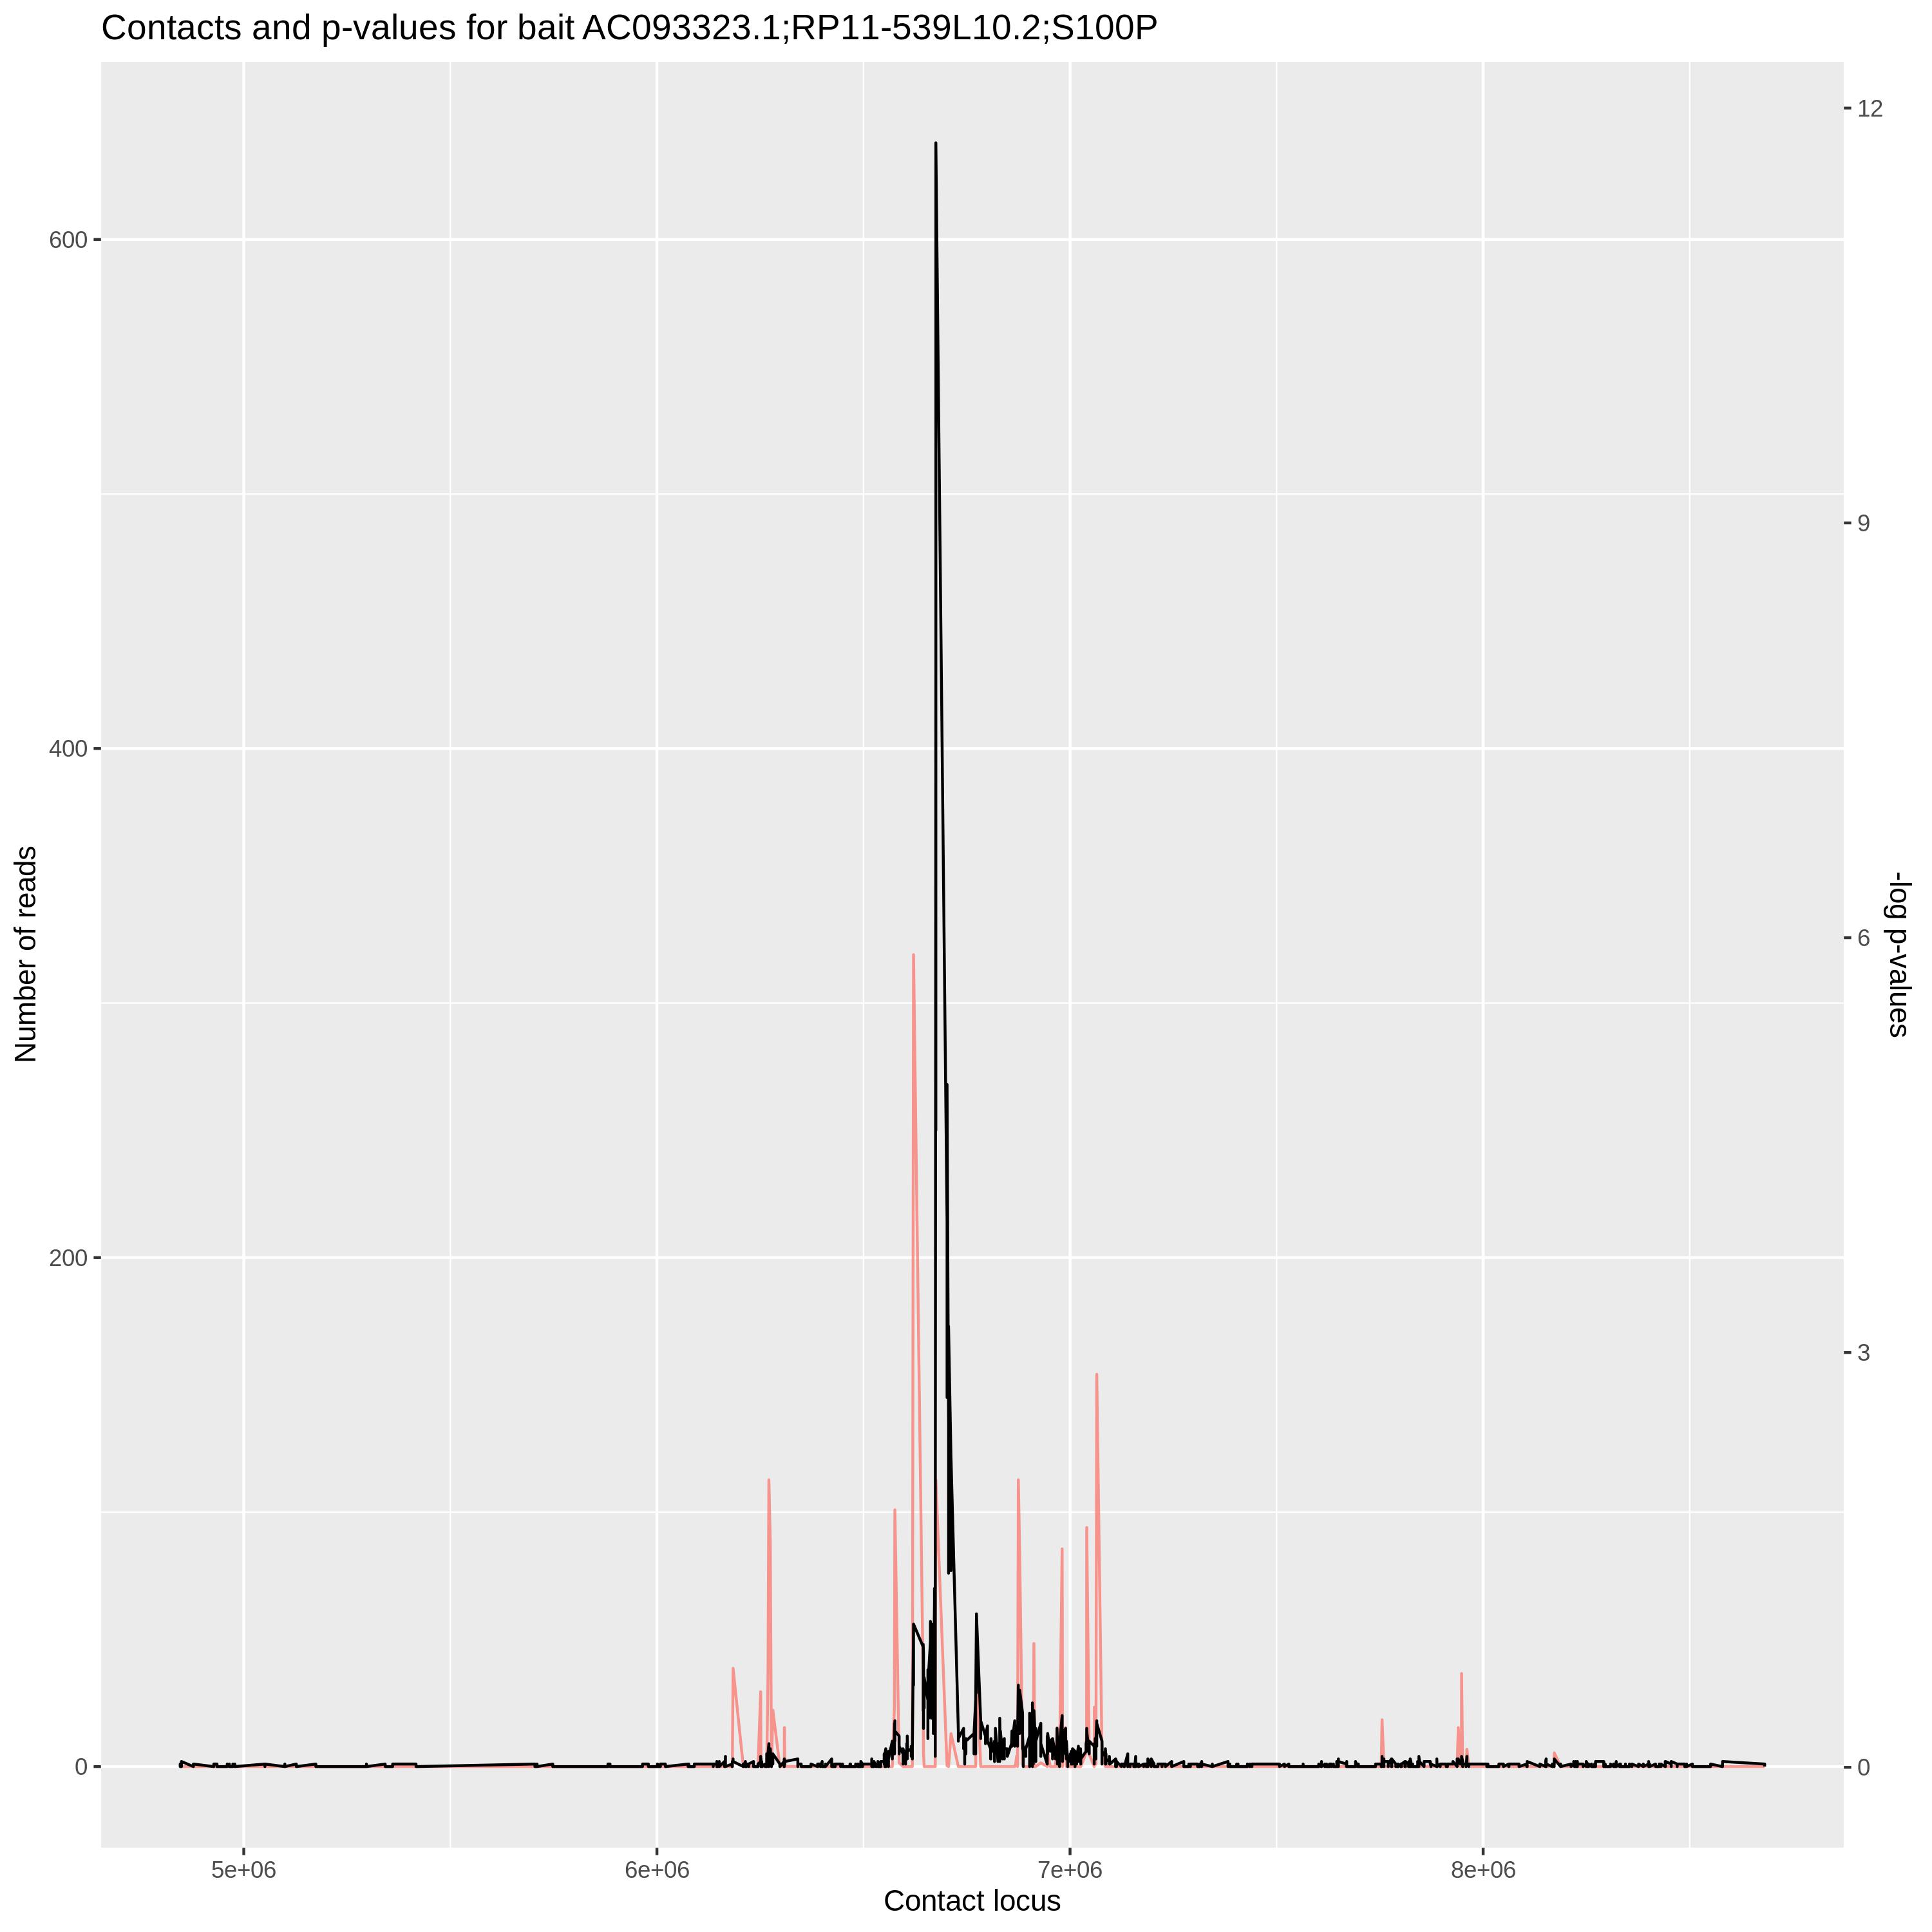 Contacts and p-values for bait AC093323.1;RP11-539L10.2;S100P
12
600
9
400
Number of reads
6
-log p-values
200
3
0
0
5e+06
6e+06
7e+06
8e+06
Contact locus